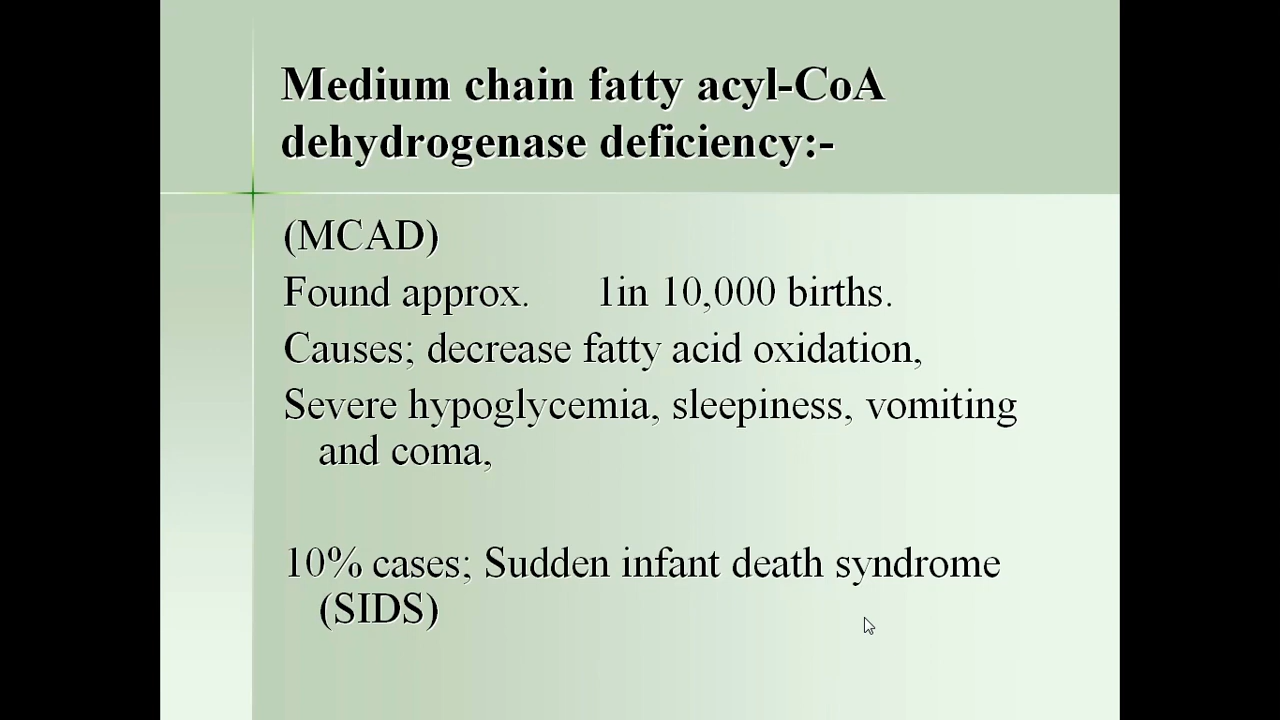 Medium chain fatty acyl-CoA
dehydrogenase deficiency:-
(MCAD)
Found approx. 1in 10,000 births.
Causes; decrease fatty acid oxidation,
Severe hypoglycemia, sleepiness, vomiting
and coma,
10% cases; Sudden infant death syndrome
(SIDS)